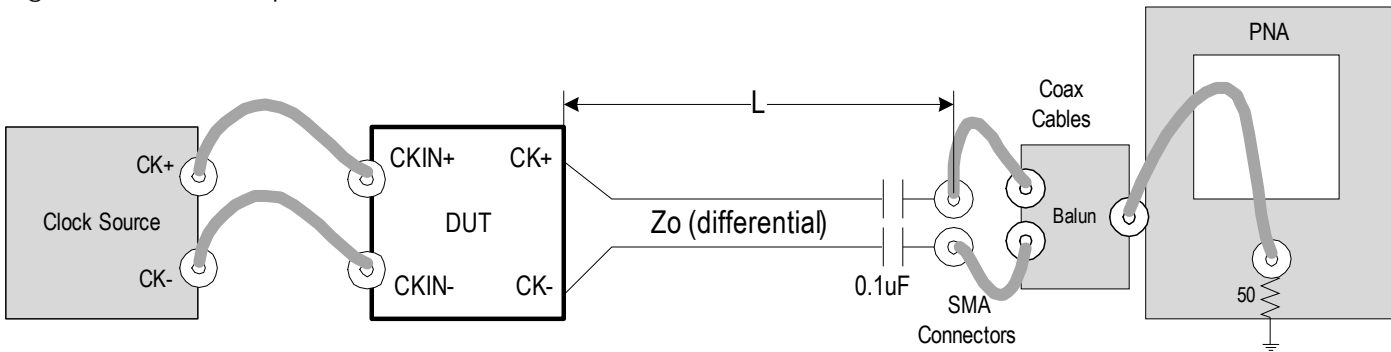 PNA
L
Coax
Cables
CK+
CKIN+
CK+
Clock Source
DUT
Zo (differential)
Balun
CK-
CKIN-
CK-
0.1uF
SMA
Connectors
50